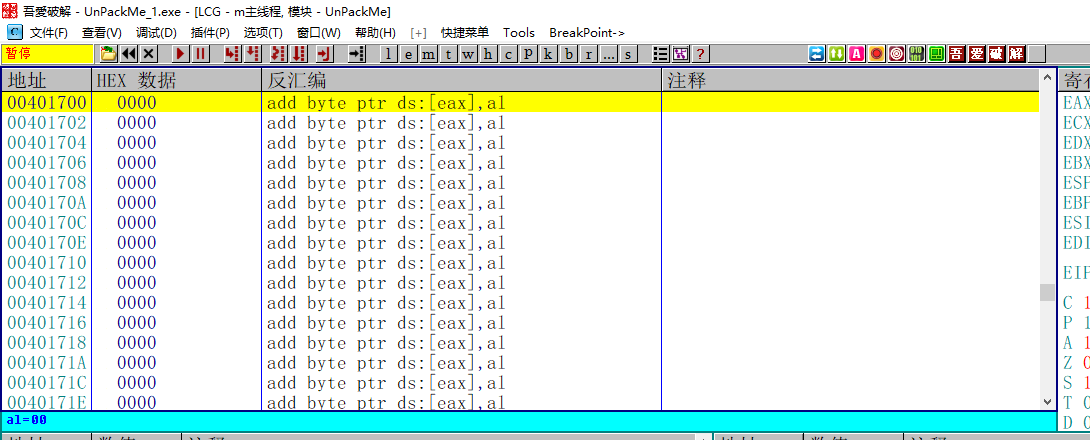 吾愛破解 - UnPackMe_1.exe - [LCG - m主线程, 模块 - UnPackMe]
C 文件(F) 查看(V) 调试(D) 插件(P) 选项(T) 窗口(W) 帮助(H) [+] 快捷菜单 Tools BreakPoint->
暂停 l e m t w h c p k b r ... s ? 吾 愛 破 解
地址 HEX 数据 反汇编 注释 寄
00401700 0000 add byte ptr ds:[eax],al EAX
00401702 0000 add byte ptr ds:[eax],al ECX
00401704 0000 add byte ptr ds:[eax],al EDX
00401706 0000 add byte ptr ds:[eax],al EBX
00401708 0000 add byte ptr ds:[eax],al ESP
0040170A 0000 add byte ptr ds:[eax],al EBP
0040170C 0000 add byte ptr ds:[eax],al ESI
0040170E 0000 add byte ptr ds:[eax],al EDI
00401710 0000 add byte ptr ds:[eax],al EIP
00401712 0000 add byte ptr ds:[eax],al
00401714 0000 add byte ptr ds:[eax],al C 1
00401716 0000 add byte ptr ds:[eax],al P 1
00401718 0000 add byte ptr ds:[eax],al A 1
0040171A 0000 add byte ptr ds:[eax],al Z 0
0040171C 0000 add byte ptr ds:[eax],al S 1
0040171E 0000 add byte ptr ds:[eax],al T 0
al=00 D 0